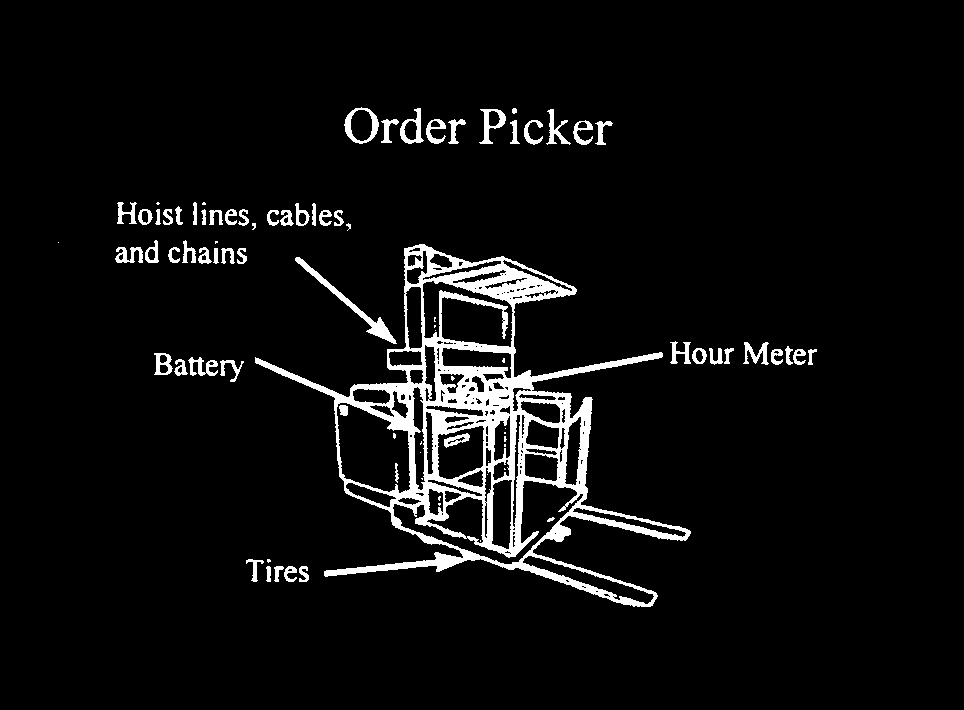 Order Picker
Hoist lines, cables,
and chains
Hour Meter
Battery
Tires